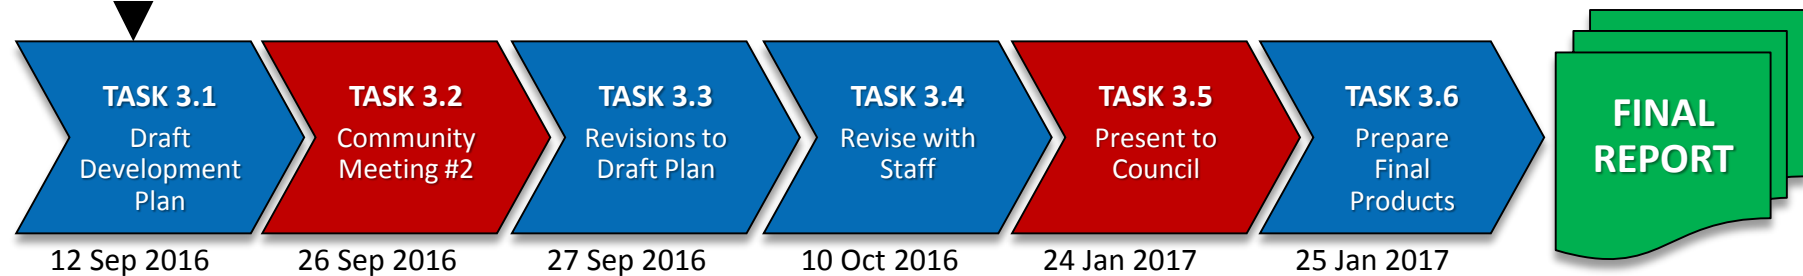 TASK 3.1
Draft
Development
Plan
12 Sep 2016
TASK 3.2
Community
Meeting #2
26 Sep 2016
TASK 3.3
Revisions to
Draft Plan
27 Sep 2016
TASK 3.4
Revise with
Staff
10 Oct 2016
TASK 3.5
Present to
Council
24 Jan 2017
TASK 3.6
Prepare
Final
Products
25 Jan 2017
FINAL
REPORT